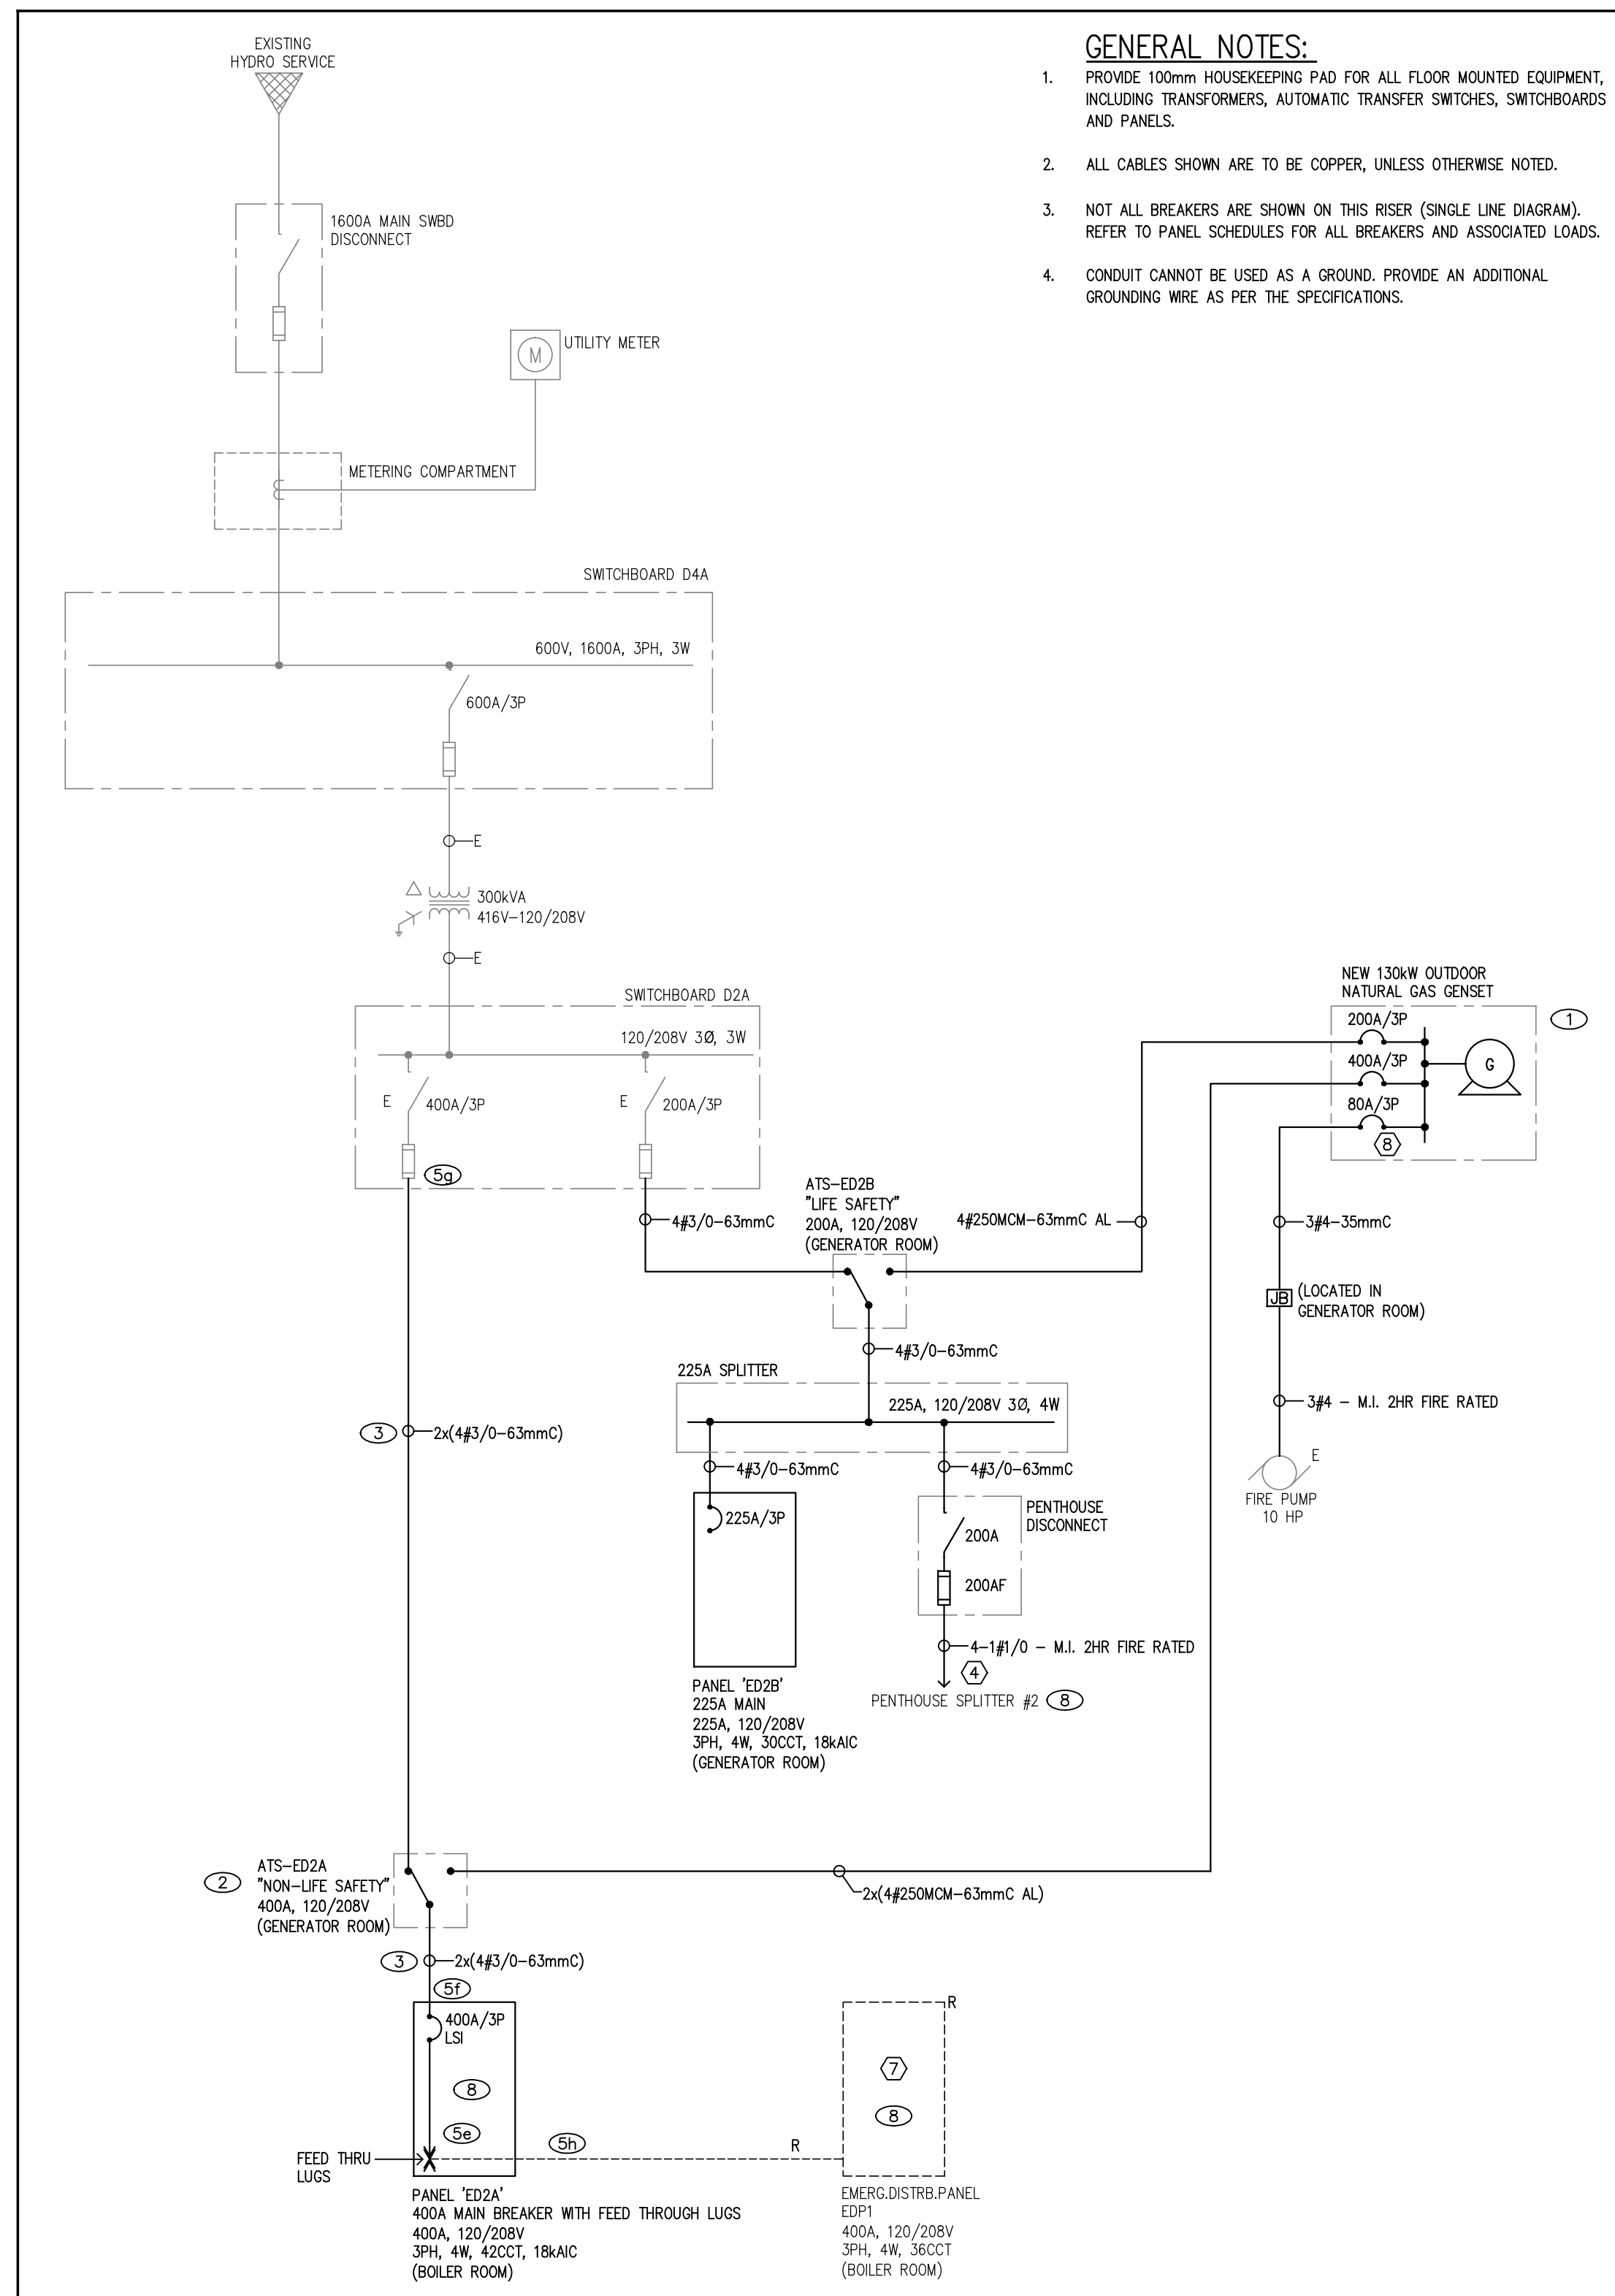 EXISTING
HYDRO SERVICE
GENERAL NOTES:
1. PROVIDE 100mm HOUSEKEEPING PAD FOR ALL FLOOR MOUNTED EQUIPMENT,
INCLUDING TRANSFORMERS, AUTOMATIC TRANSFER SWITCHES, SWITCHBOARDS
AND PANELS.
2. ALL CABLES SHOWN ARE TO BE COPPER, UNLESS OTHERWISE NOTED.
3. NOT ALL BREAKERS ARE SHOWN ON THIS RISER (SINGLE LINE DIAGRAM).
REFER TO PANEL SCHEDULES FOR ALL BREAKERS AND ASSOCIATED LOADS.
4. CONDUIT CANNOT BE USED AS A GROUND. PROVIDE AN ADDITIONAL
GROUNDING WIRE AS PER THE SPECIFICATIONS.
1600A MAIN SWBD
DISCONNECT
M
UTILITY METER
METERING COMPARTMENT
SWITCHBOARD D4A
600V, 1600A, 3PH, 3W
600A/3P
E
300kVA
416V-120/208V
E
SWITCHBOARD D2A
120/208V 3Ø, 3W
E
400A/3P
E
200A/3P
5g
NEW 130kW OUTDOOR
NATURAL GAS GENSET
1
200A/3P
400A/3P
G
80A/3P
8
4#3/0-63mmC
ATS-ED2B
"LIFE SAFETY"
200A, 120/208V
(GENERATOR ROOM)
4#250MCM-63mmC AL
3#4-35mmC
JB
(LOCATED IN
GENERATOR ROOM)
4#3/0-63mmC
225A SPLITTER
225A, 120/208V 3Ø, 4W
3#4 - M.I. 2HR FIRE RATED
3
2x(4#3/0-63mmC)
4#3/0-63mmC
4#3/0-63mmC
E
FIRE PUMP
10 HP
225A/3P
PENTHOUSE
DISCONNECT
200A
200AF
4-1#1/0 - M.I. 2HR FIRE RATED
4
PENTHOUSE SPLITTER #2
8
PANEL 'ED2B'
225A MAIN
225A, 120/208V
3PH, 4W, 30CCT, 18kAIC
(GENERATOR ROOM)
2
ATS-ED2A
"NON-LIFE SAFETY"
400A, 120/208V
(GENERATOR ROOM)
2x(4#250MCM-63mmC AL)
3
2x(4#3/0-63mmC)
5f
400A/3P
LSI
8
5e
5h
R
R
7
8
FEED THRU
LUGS
PANEL 'ED2A'
400A MAIN BREAKER WITH FEED THROUGH LUGS
400A, 120/208V
3PH, 4W, 42CCT, 18kAIC
(BOILER ROOM)
EMERG.DISTRB.PANEL
EDP1
400A, 120/208V
3PH, 4W, 36CCT
(BOILER ROOM)